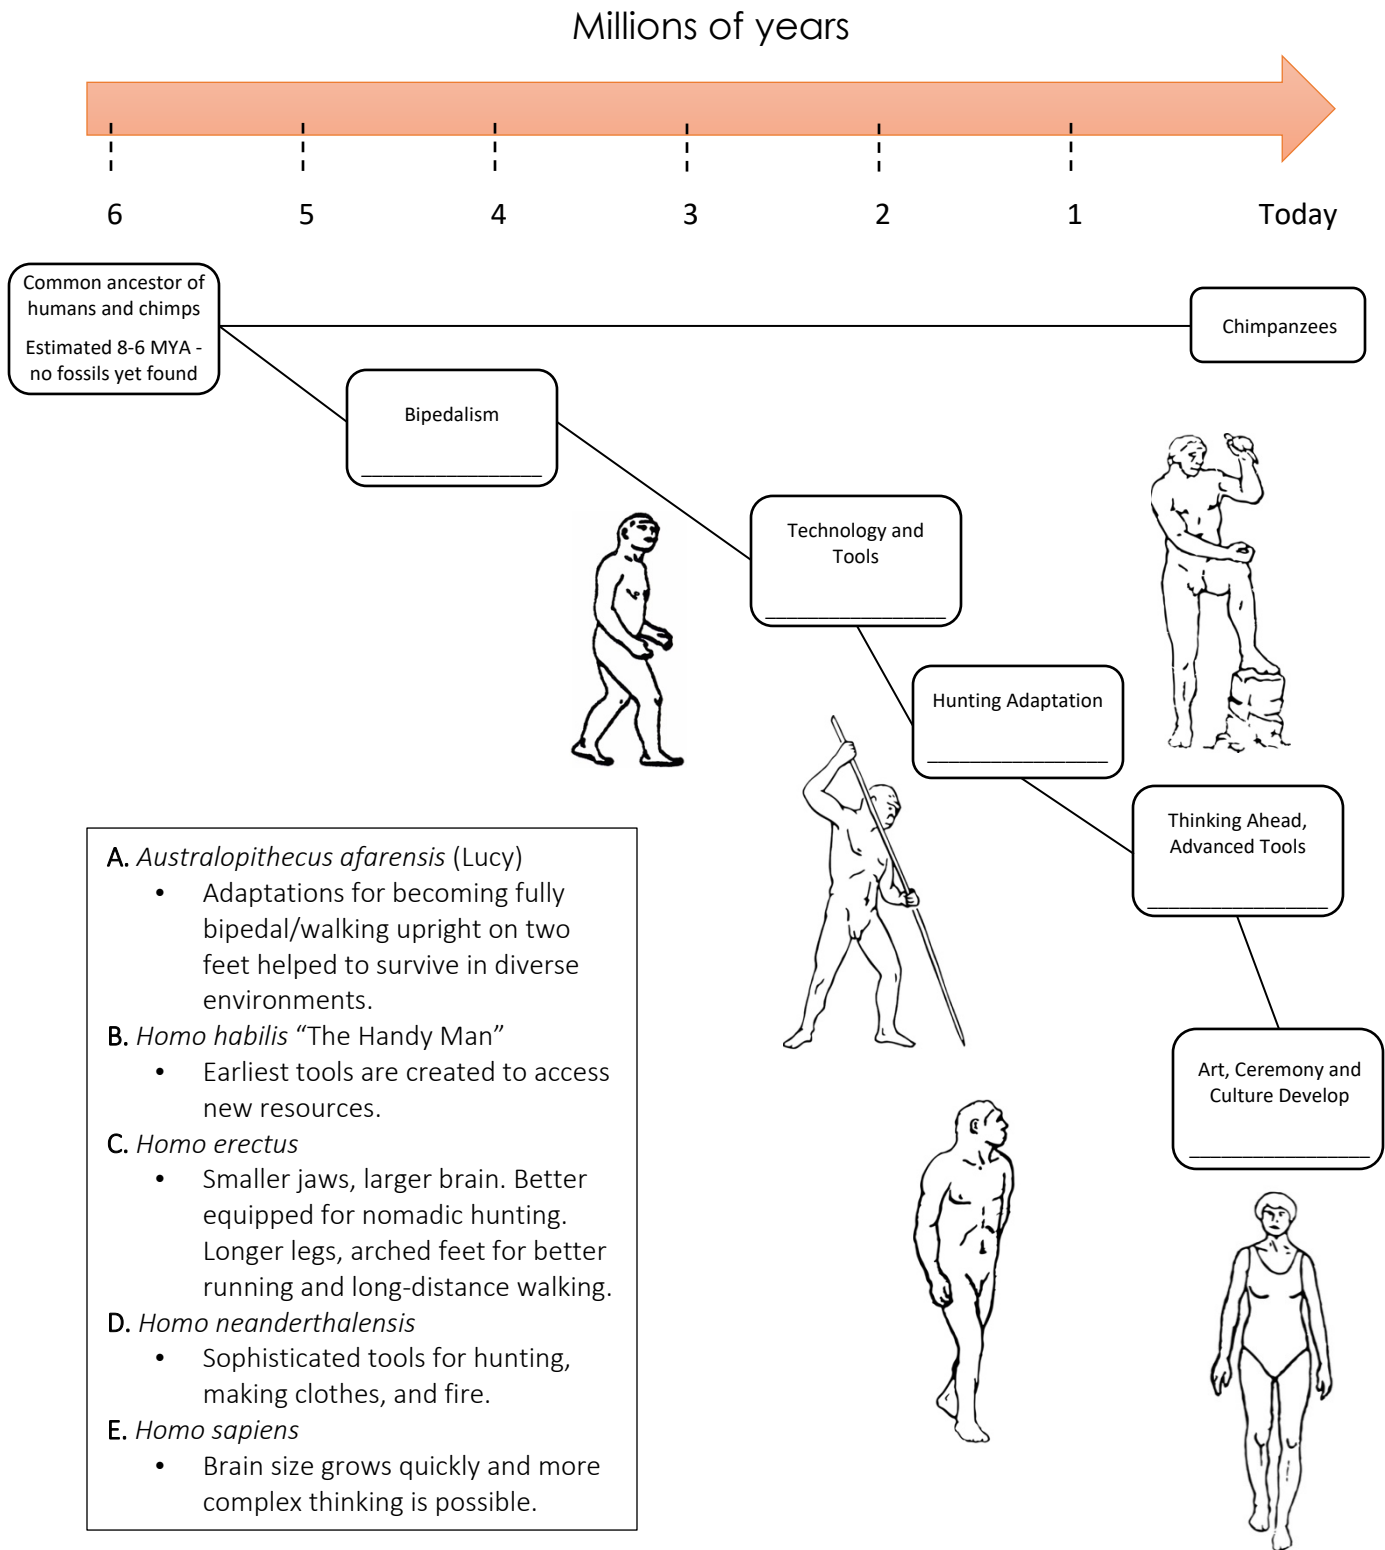 Millions of years
6 5 4 3 2 1 Today
Common ancestor of
humans and chimps
Estimated 8-6 MYA -
no fossils yet found
Chimpanzees
Bipedalism
_________________
Technology and
Tools
_________________
Hunting Adaptation
_________________
Thinking Ahead,
Advanced Tools
_________________
Art, Ceremony and
Culture Develop
_________________
A. Australopithecus afarensis (Lucy)
• Adaptations for becoming fully
bipedal/walking upright on two
feet helped to survive in diverse
environments.
B. Homo habilis “The Handy Man”
• Earliest tools are created to access
new resources.
C. Homo erectus
• Smaller jaws, larger brain. Better
equipped for nomadic hunting.
Longer legs, arched feet for better
running and long-distance walking.
D. Homo neanderthalensis
• Sophisticated tools for hunting,
making clothes, and fire.
E. Homo sapiens
• Brain size grows quickly and more
complex thinking is possible.